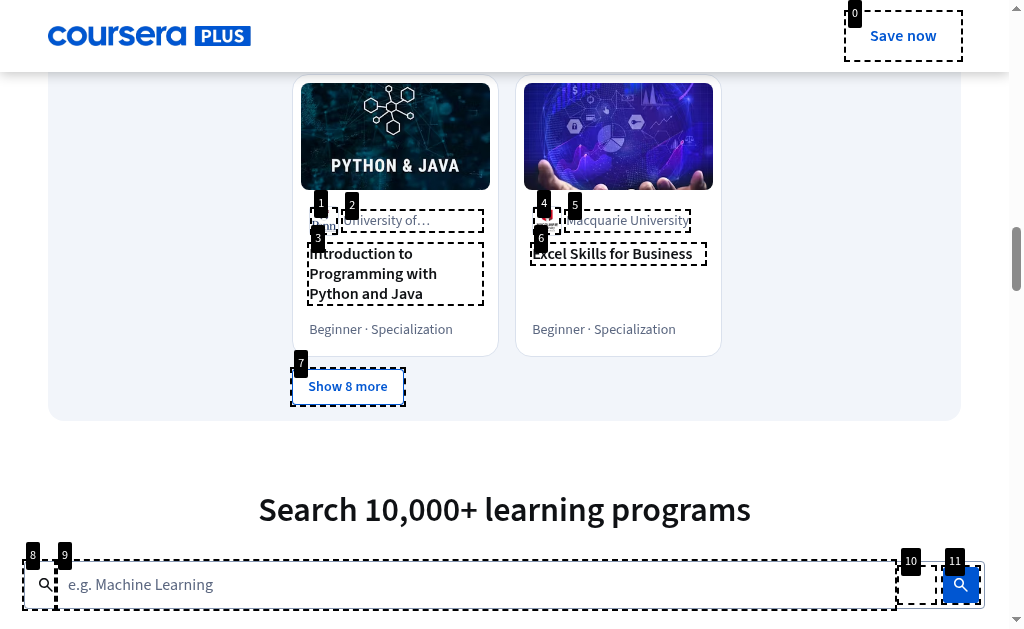 coursera PLUS
0
Save now
PYTHON & JAVA
1
2
University of…
3
Introduction to
Programming with
Python and Java
Beginner · Specialization
4
5
Macquarie University
6
Excel Skills for Business
Beginner · Specialization
7
Show 8 more
Search 10,000+ learning programs
8
9
e.g. Machine Learning
10
11